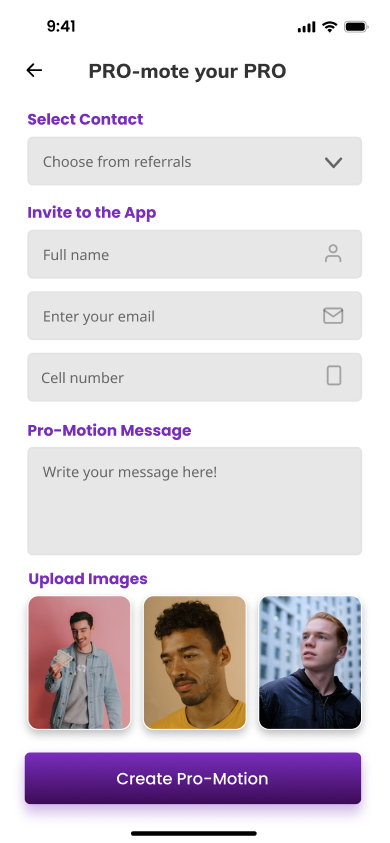 9:41
PRO-mote your PRO
Select Contact
Choose from referrals
Invite to the App
Full name
Enter your email
Cell number
Pro-Motion Message
Write your message here!
Upload Images
Create Pro-Motion